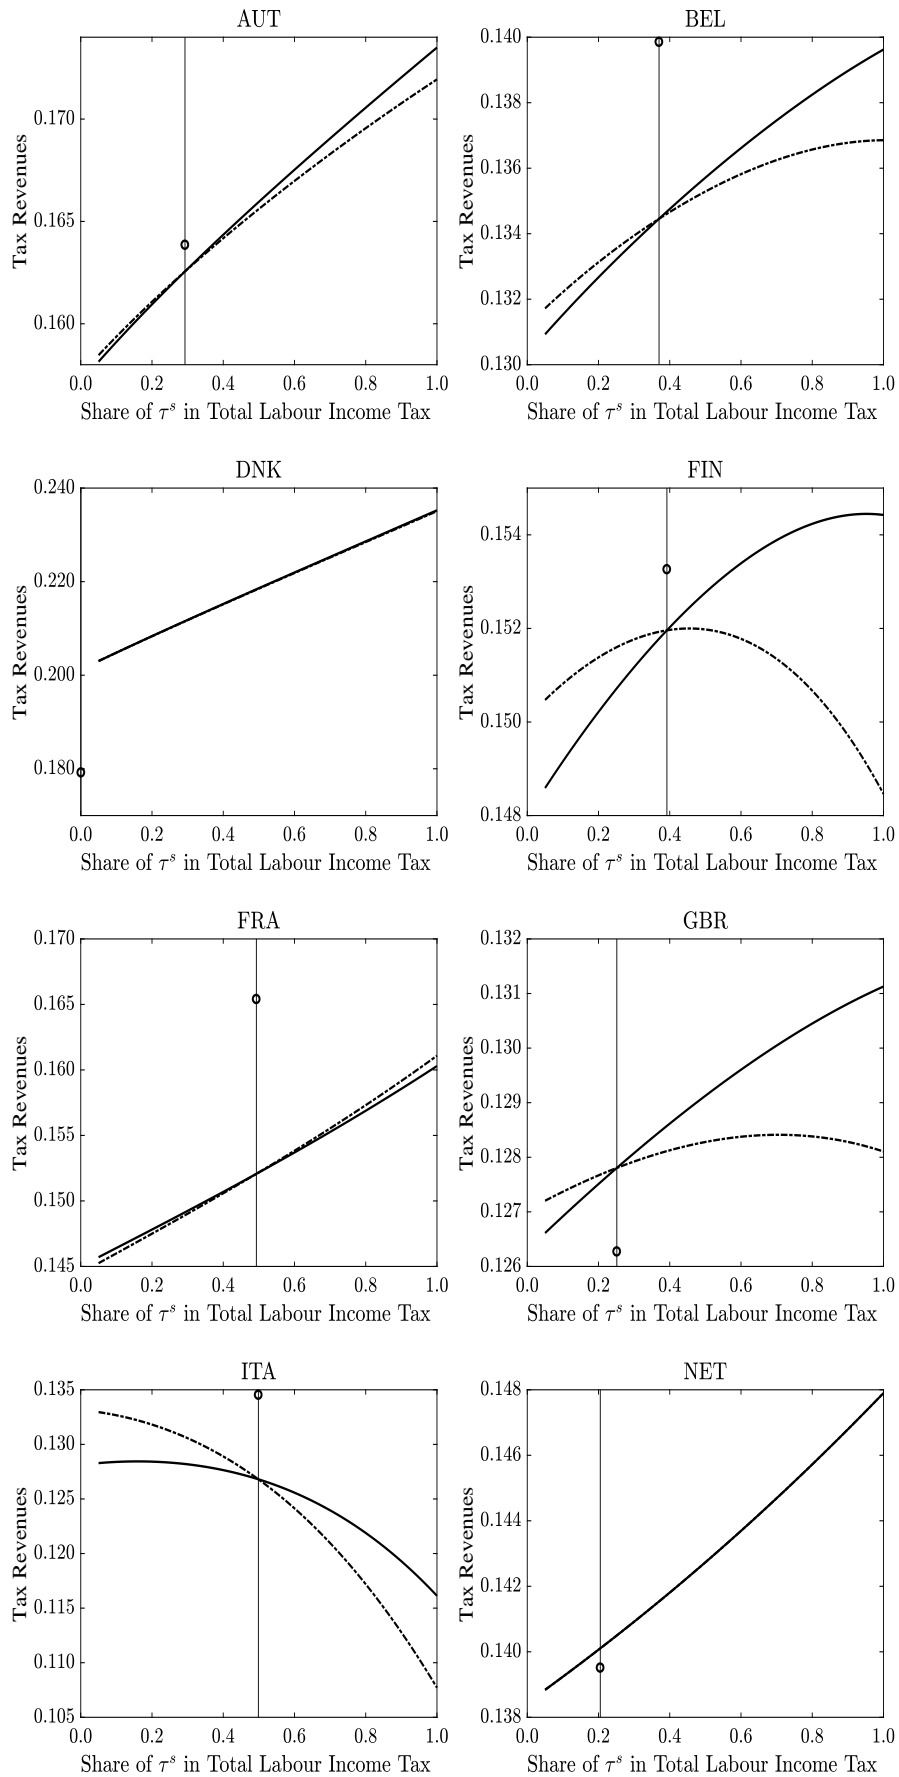 AUT
Tax Revenues
0.170
0.165
0.160
0.0 0.2 0.4 0.6 0.8 1.0
Share of τˢ in Total Labour Income Tax
BEL
Tax Revenues
0.140
0.138
0.136
0.134
0.132
0.130
0.0 0.2 0.4 0.6 0.8 1.0
Share of τˢ in Total Labour Income Tax
DNK
Tax Revenues
0.240
0.220
0.200
0.180
0.0 0.2 0.4 0.6 0.8 1.0
Share of τˢ in Total Labour Income Tax
FIN
Tax Revenues
0.154
0.152
0.150
0.148
0.0 0.2 0.4 0.6 0.8 1.0
Share of τˢ in Total Labour Income Tax
FRA
Tax Revenues
0.170
0.165
0.160
0.155
0.150
0.145
0.0 0.2 0.4 0.6 0.8 1.0
Share of τˢ in Total Labour Income Tax
GBR
Tax Revenues
0.132
0.131
0.130
0.129
0.128
0.127
0.126
0.0 0.2 0.4 0.6 0.8 1.0
Share of τˢ in Total Labour Income Tax
ITA
Tax Revenues
0.135
0.130
0.125
0.120
0.115
0.110
0.105
0.0 0.2 0.4 0.6 0.8 1.0
Share of τˢ in Total Labour Income Tax
NET
Tax Revenues
0.148
0.146
0.144
0.142
0.140
0.138
0.0 0.2 0.4 0.6 0.8 1.0
Share of τˢ in Total Labour Income Tax